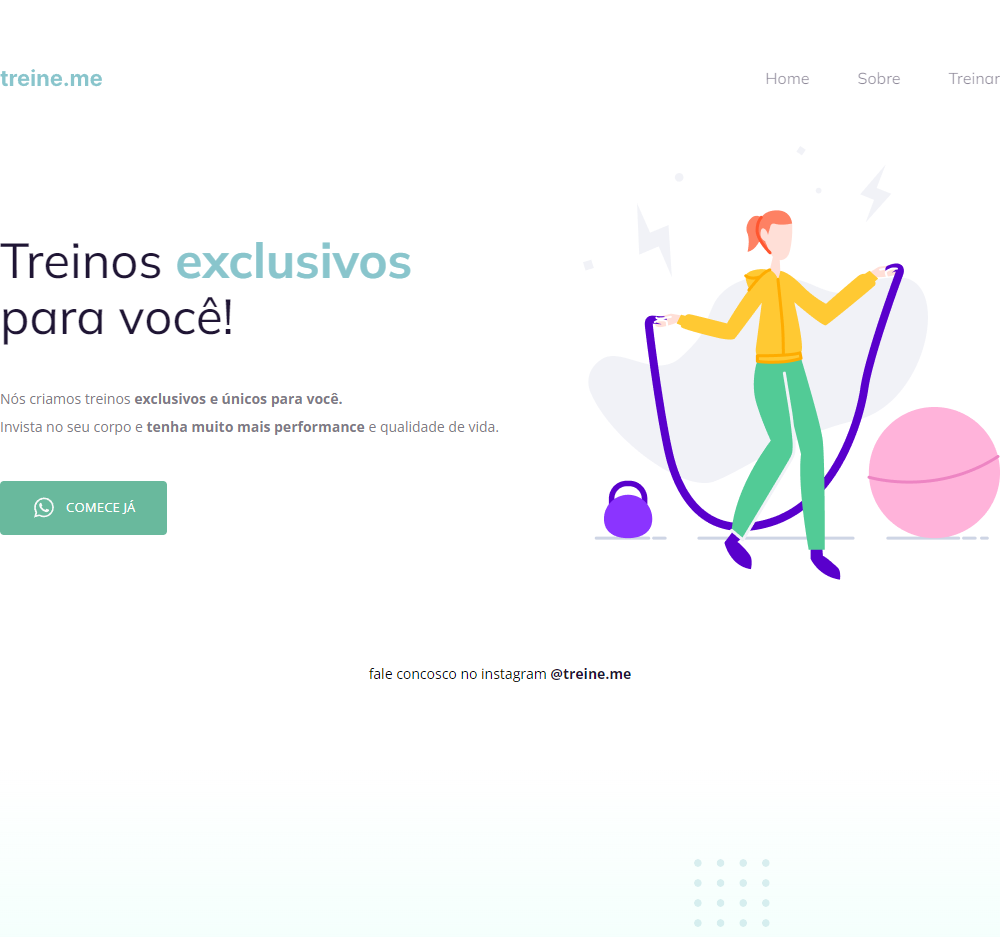 treine.me
Home
Sobre
Treinar
Treinos exclusivos
para você!
Nós criamos treinos exclusivos e únicos para você.
Invista no seu corpo e tenha muito mais performance e qualidade de vida.
COMECE JÁ
fale concosco no instagram @treine.me